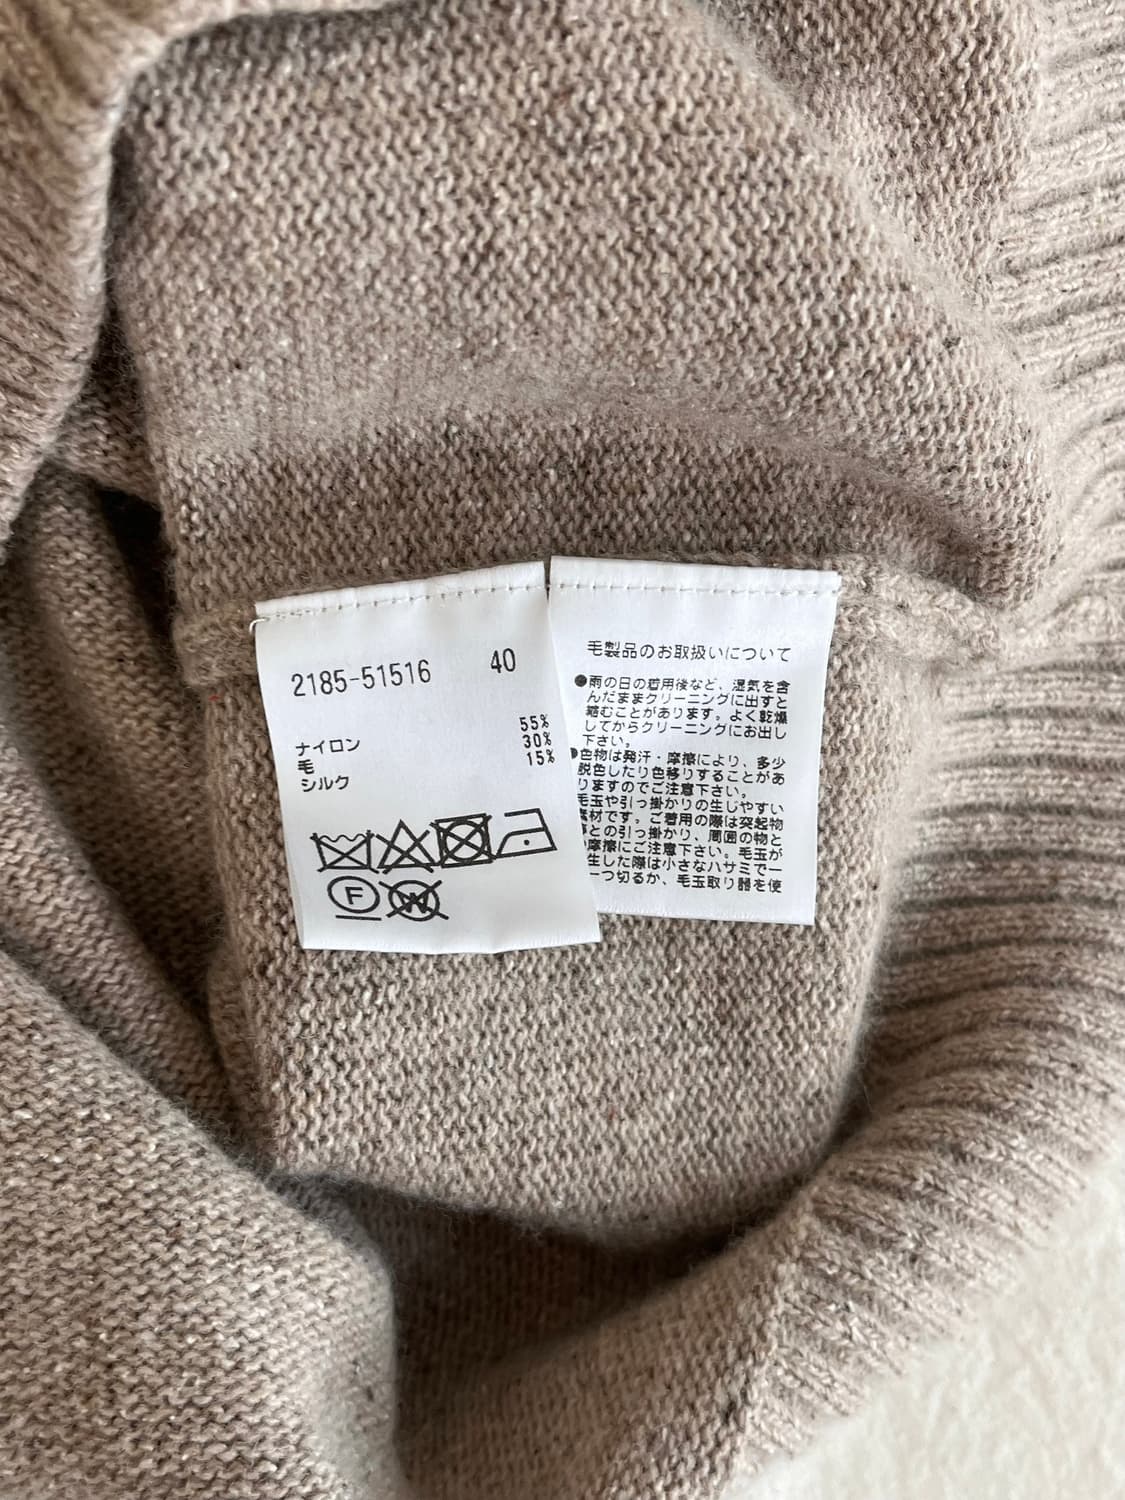 2185-51516 40
ナイロン 55%
毛 30%
シルク 15%
F
W
毛製品のお取扱いについて
●雨の日の着用後など、湿気を含
んだままクリーニングに出すと
縮むことがあります。よく乾燥
してからクリーニングにお出し
下さい。
●色物は発汗・摩擦により、多少
脱色したり色移りすることがあ
りますのでご注意下さい。
毛玉や引っ掛かりの生じやすい
素材です。ご着用の際は突起物
等との引っ掛かり、周囲の物と
摩擦にご注意下さい。毛玉が
生した際は小さなハサミで一
一つ切るか、毛玉取り器を使